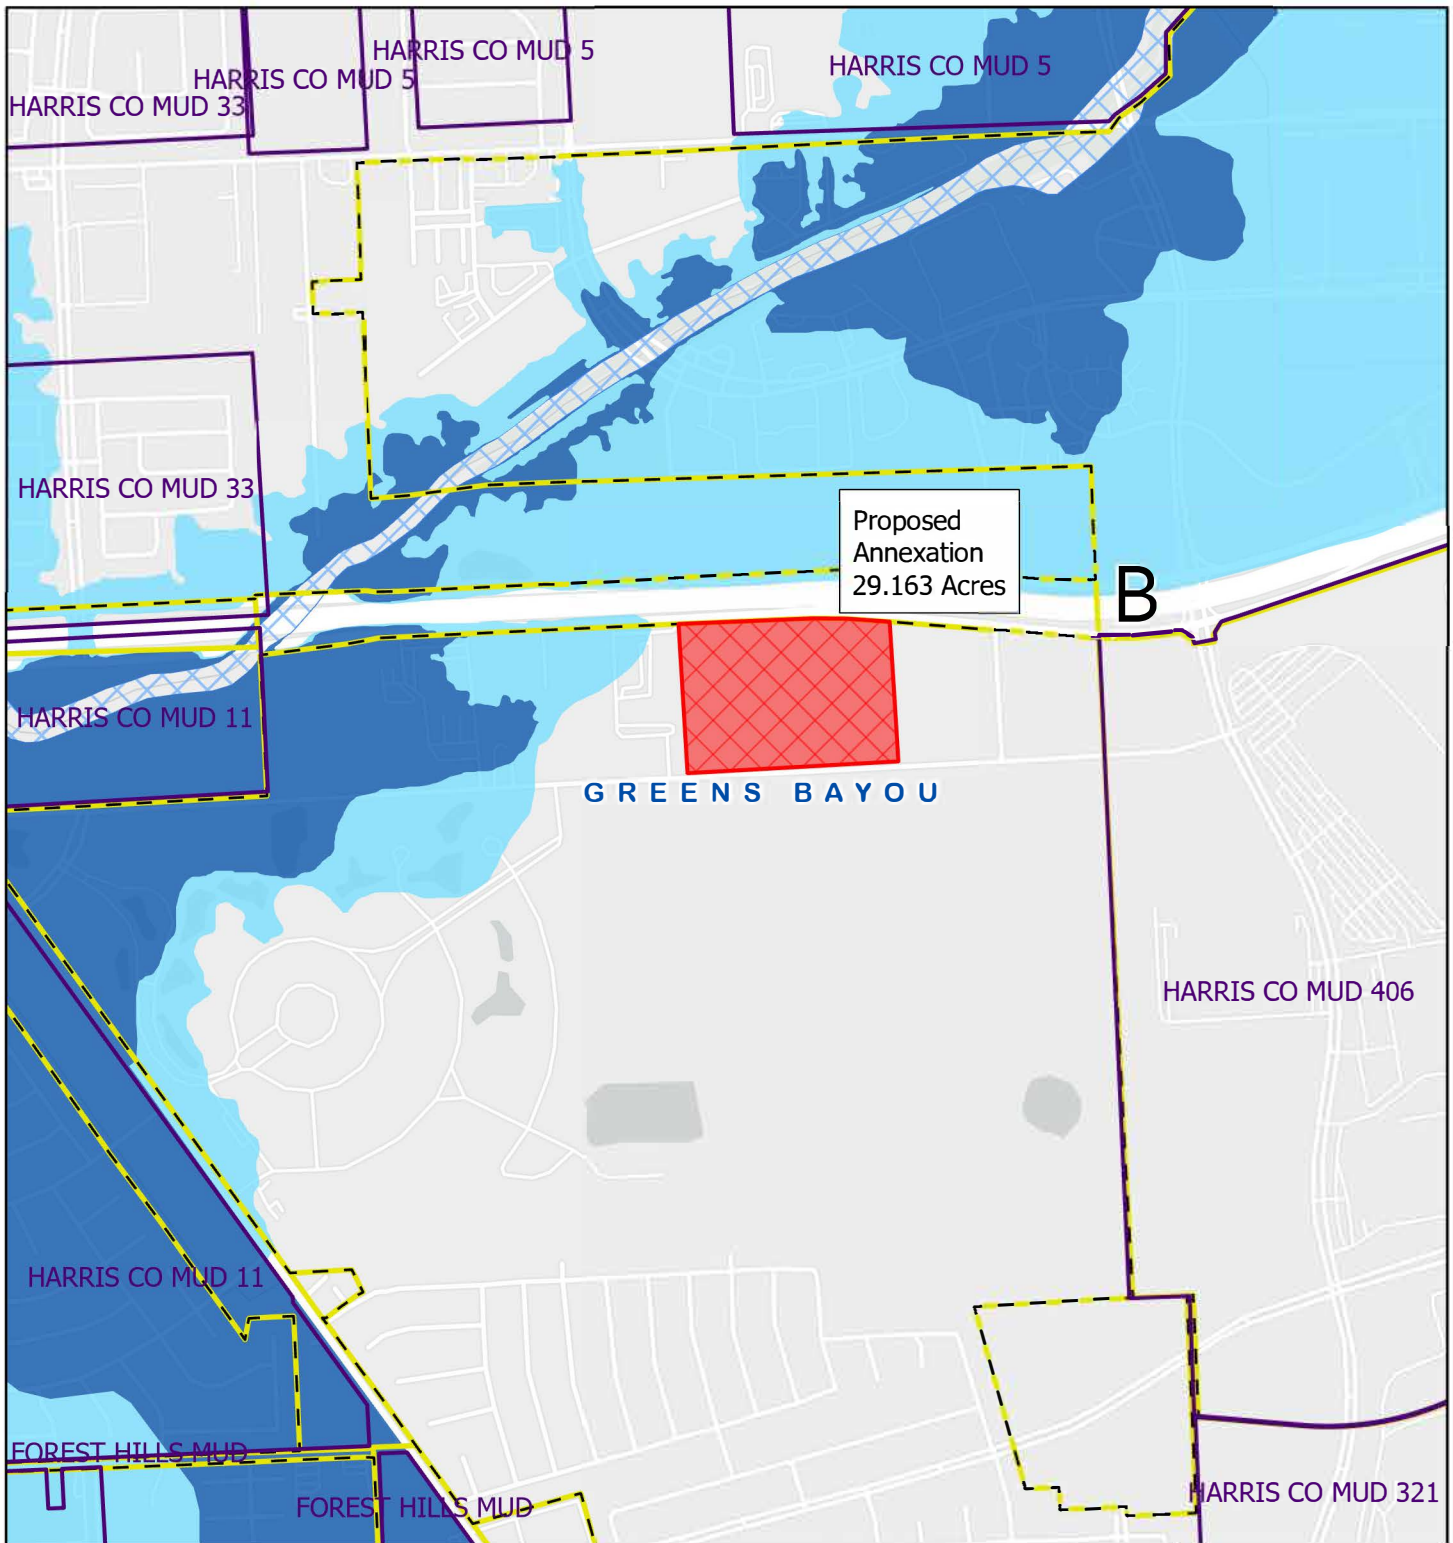 HARRIS CO MUD 5
HARRIS CO MUD 5
HARRIS CO MUD 5
HARRIS CO MUD 33
HARRIS CO MUD 33
Proposed
Annexation
29.163 Acres
B
HARRIS CO MUD 11
GREENS BAYOU
HARRIS CO MUD 406
HARRIS CO MUD 11
FOREST HILLS MUD
FOREST HILLS MUD
HARRIS CO MUD 321